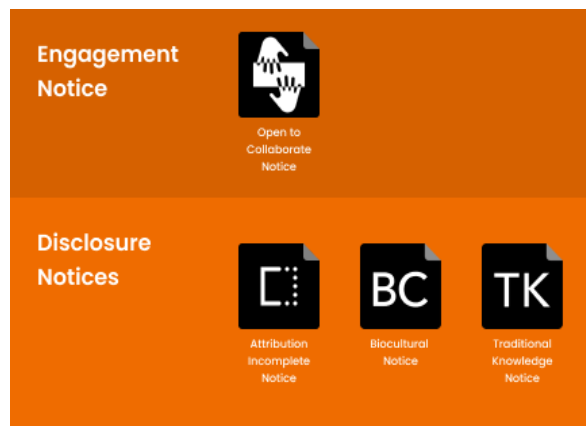 Engagement
Notice
Open to
Collaborate
Notice
Disclosure
Notices
BC
TK
Attribution
Incomplete
Notice
Biocultural
Notice
Traditional
Knowledge
Notice